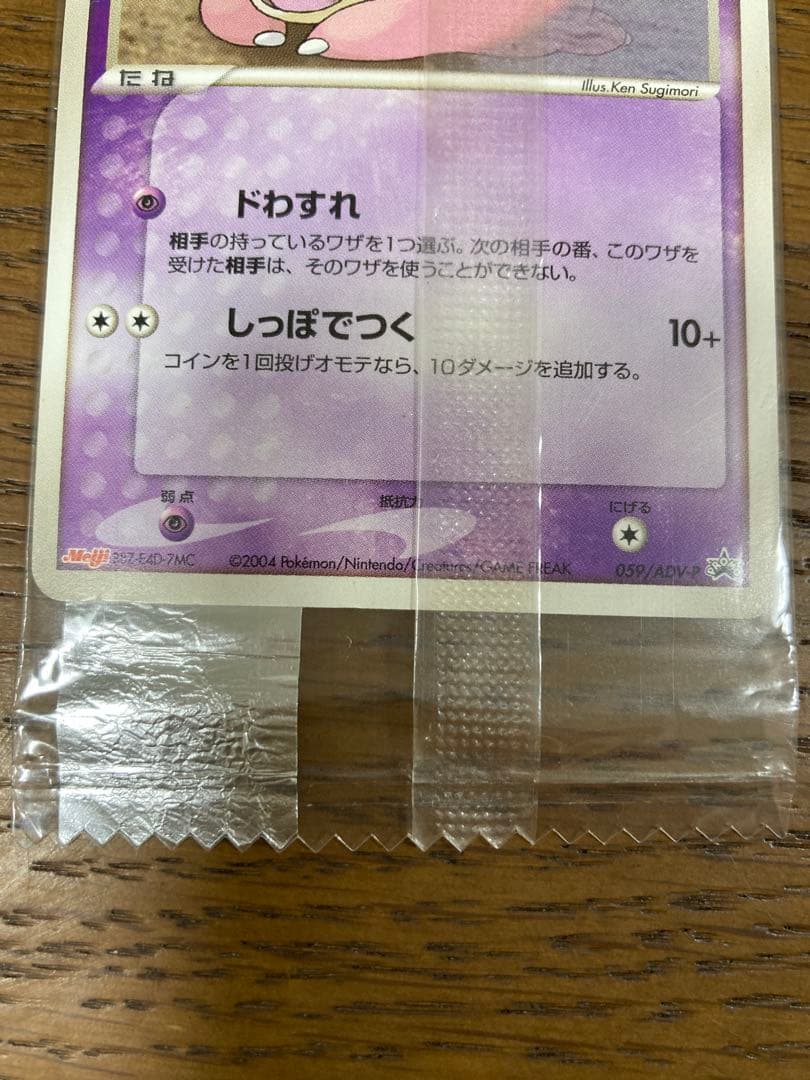 たね
Illus.Ken Sugimori
ドわすれ
相手の持っているワザを1つ選ぶ。次の相手の番、このワザを
受けた相手は、そのワザを使うことができない。
しっぽでつく 10+
コインを1回投げオモテなら、10ダメージを追加する。
弱点 抵抗力 にげる
Meiji 387-E4D-7MC ©2004 Pokémon/Nintendo/Creatures/GAME FREAK 059/ADV-P PROMO